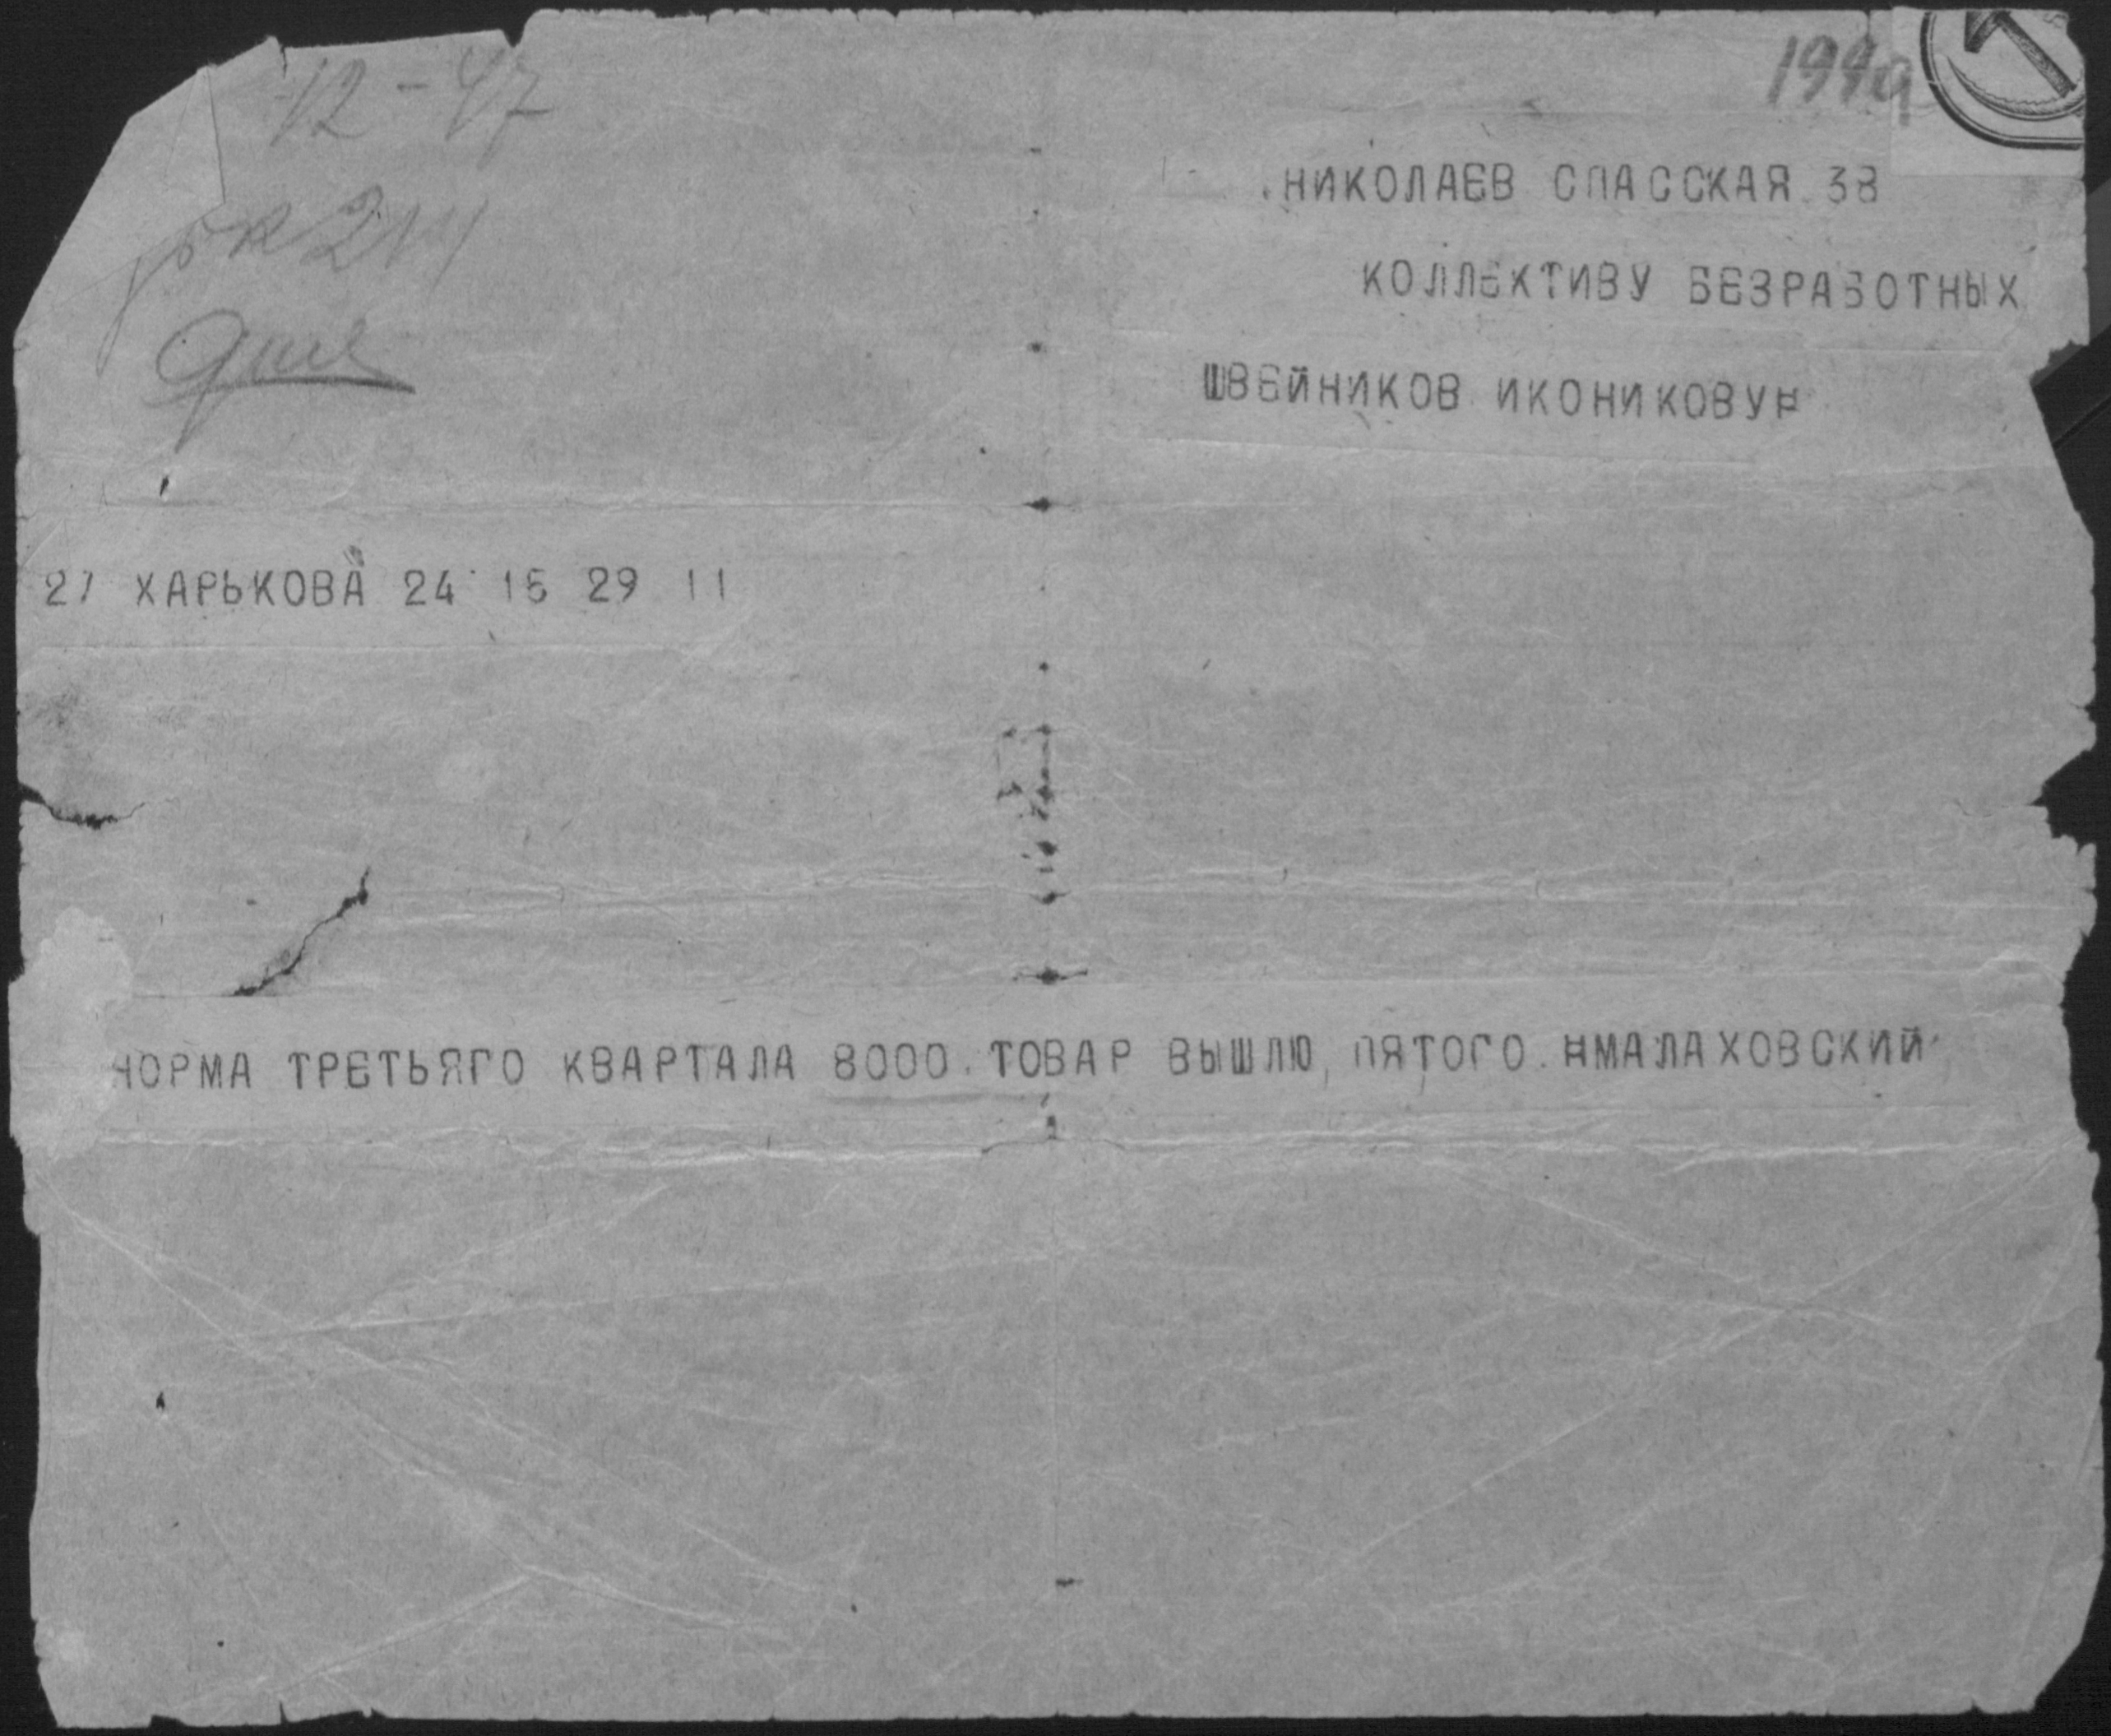 12-47
199а
НИКОЛАЕВ СПАССКАЯ 38
КОЛЛЕКТИВУ БЕЗРАБОТНЫХ
ШВЕЙНИКОВ ИКОНИКОВУ
27 ХАРЬКОВА 24 15 29 11
НОРМА ТРЕТЬЯГО КВАРТАЛА 8000. ТОВАР ВЫШЛЮ, ПЯТОГО. МАЛАХОВСКИЙ